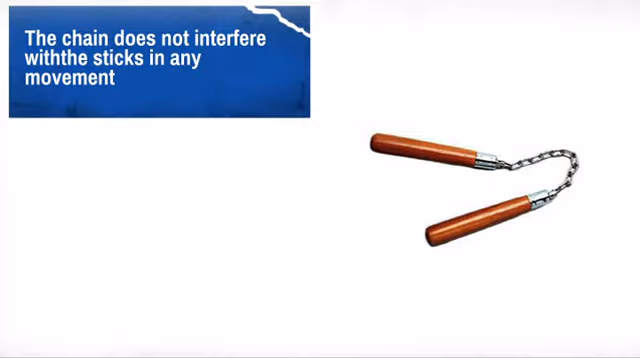 The chain does not interfere
withthe sticks in any
movement